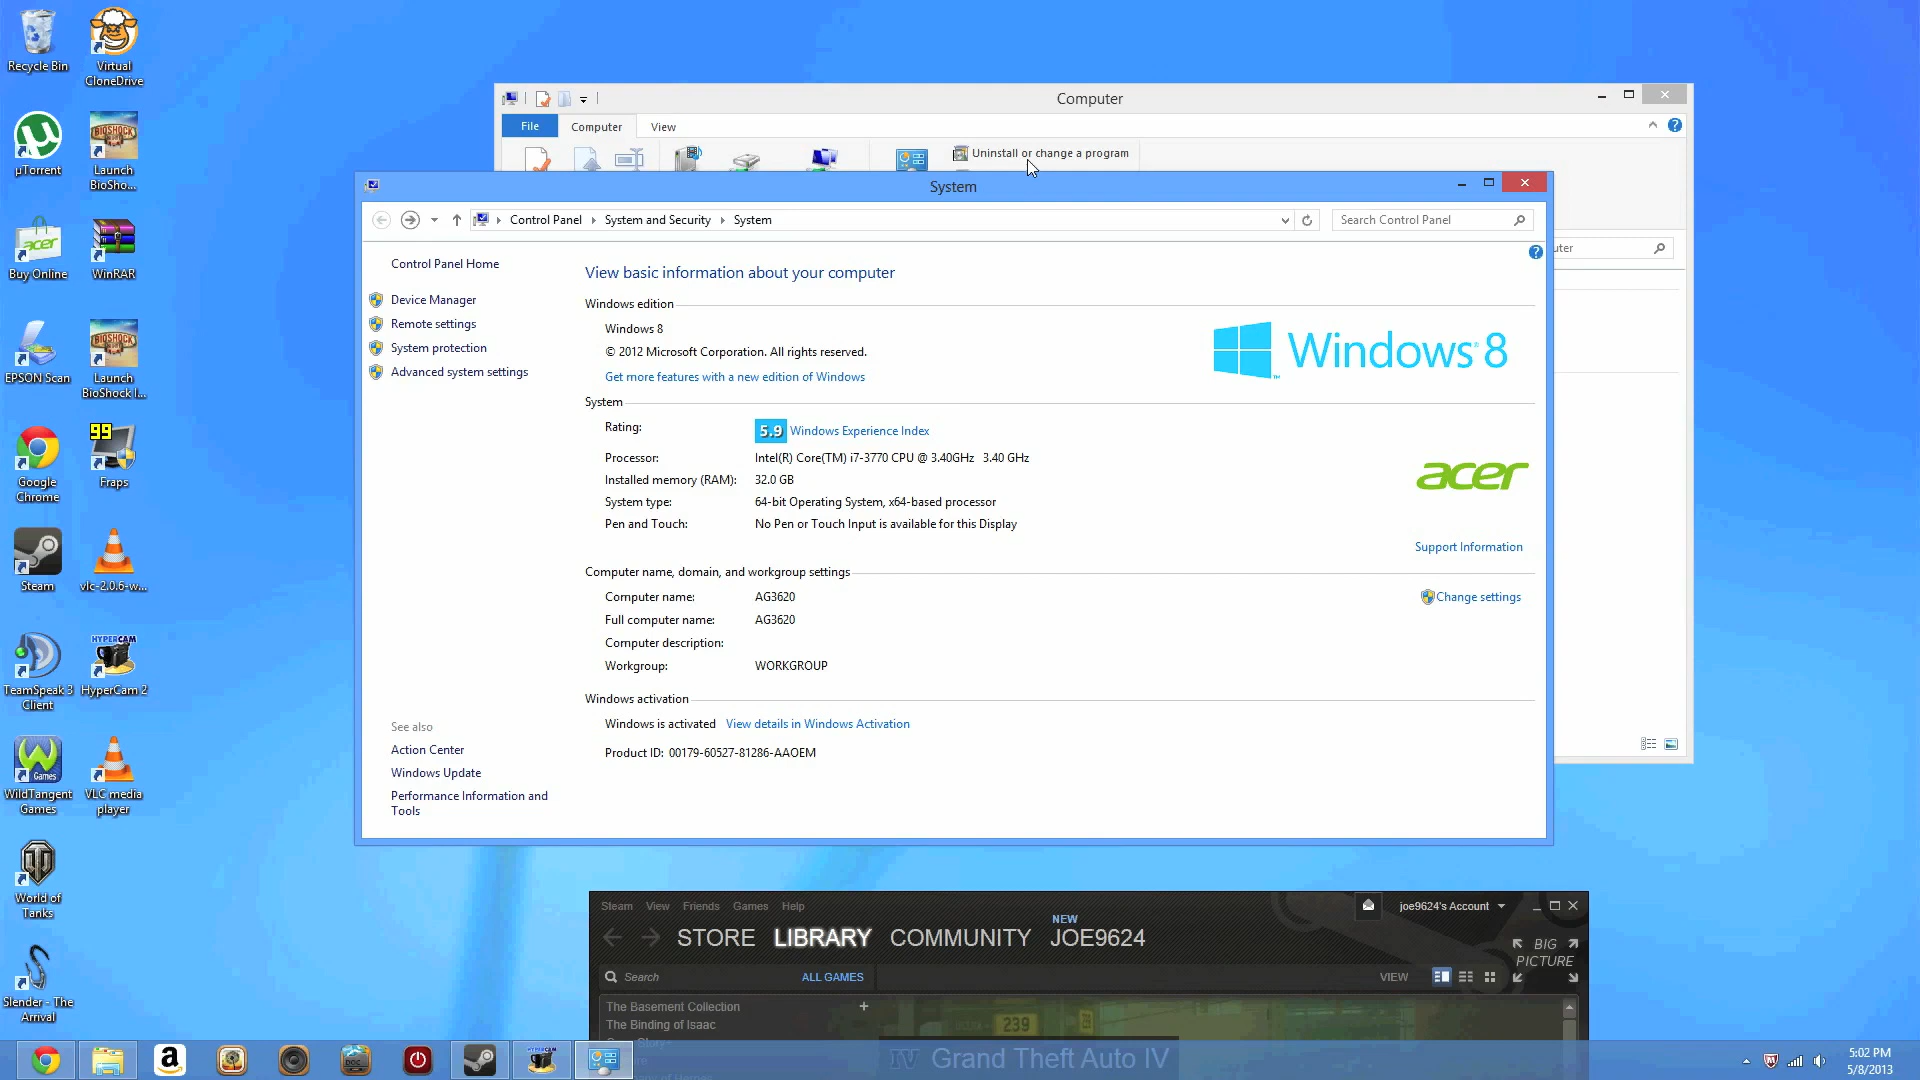 Recycle Bin
Virtual CloneDrive
µTorrent
Launch BioSho...
Buy Online
WinRAR
EPSON Scan
Launch BioShock I...
Google Chrome
99
Fraps
Steam
vlc-2.0.6-w...
TeamSpeak 3 Client
HYPERCAM
HyperCam 2
WildTangent Games
VLC media player
World of Tanks
Slender - The Arrival
Computer
File
Computer
View
Uninstall or change a program
System
Control Panel
System and Security
System
Search Control Panel
Control Panel Home
Device Manager
Remote settings
System protection
Advanced system settings
See also
Action Center
Windows Update
Performance Information and
Tools
View basic information about your computer
Windows edition
Windows 8
© 2012 Microsoft Corporation. All rights reserved.
Get more features with a new edition of Windows
Windows 8
System
Rating:
5.9 Windows Experience Index
Processor:
Intel(R) Core(TM) i7-3770 CPU @ 3.40GHz 3.40 GHz
Installed memory (RAM):
32.0 GB
System type:
64-bit Operating System, x64-based processor
Pen and Touch:
No Pen or Touch Input is available for this Display
acer
Support Information
Computer name, domain, and workgroup settings
Computer name:
AG3620
Change settings
Full computer name:
AG3620
Computer description:
Workgroup:
WORKGROUP
Windows activation
Windows is activated View details in Windows Activation
Product ID: 00179-60527-81286-AAOEM
Steam View Friends Games Help
joe9624's Account
STORE LIBRARY COMMUNITY JOE9624
NEW
BIG PICTURE
Search
ALL GAMES
VIEW
The Basement Collection
The Binding of Isaac
239
IV Grand Theft Auto IV
5:02 PM
5/8/2013